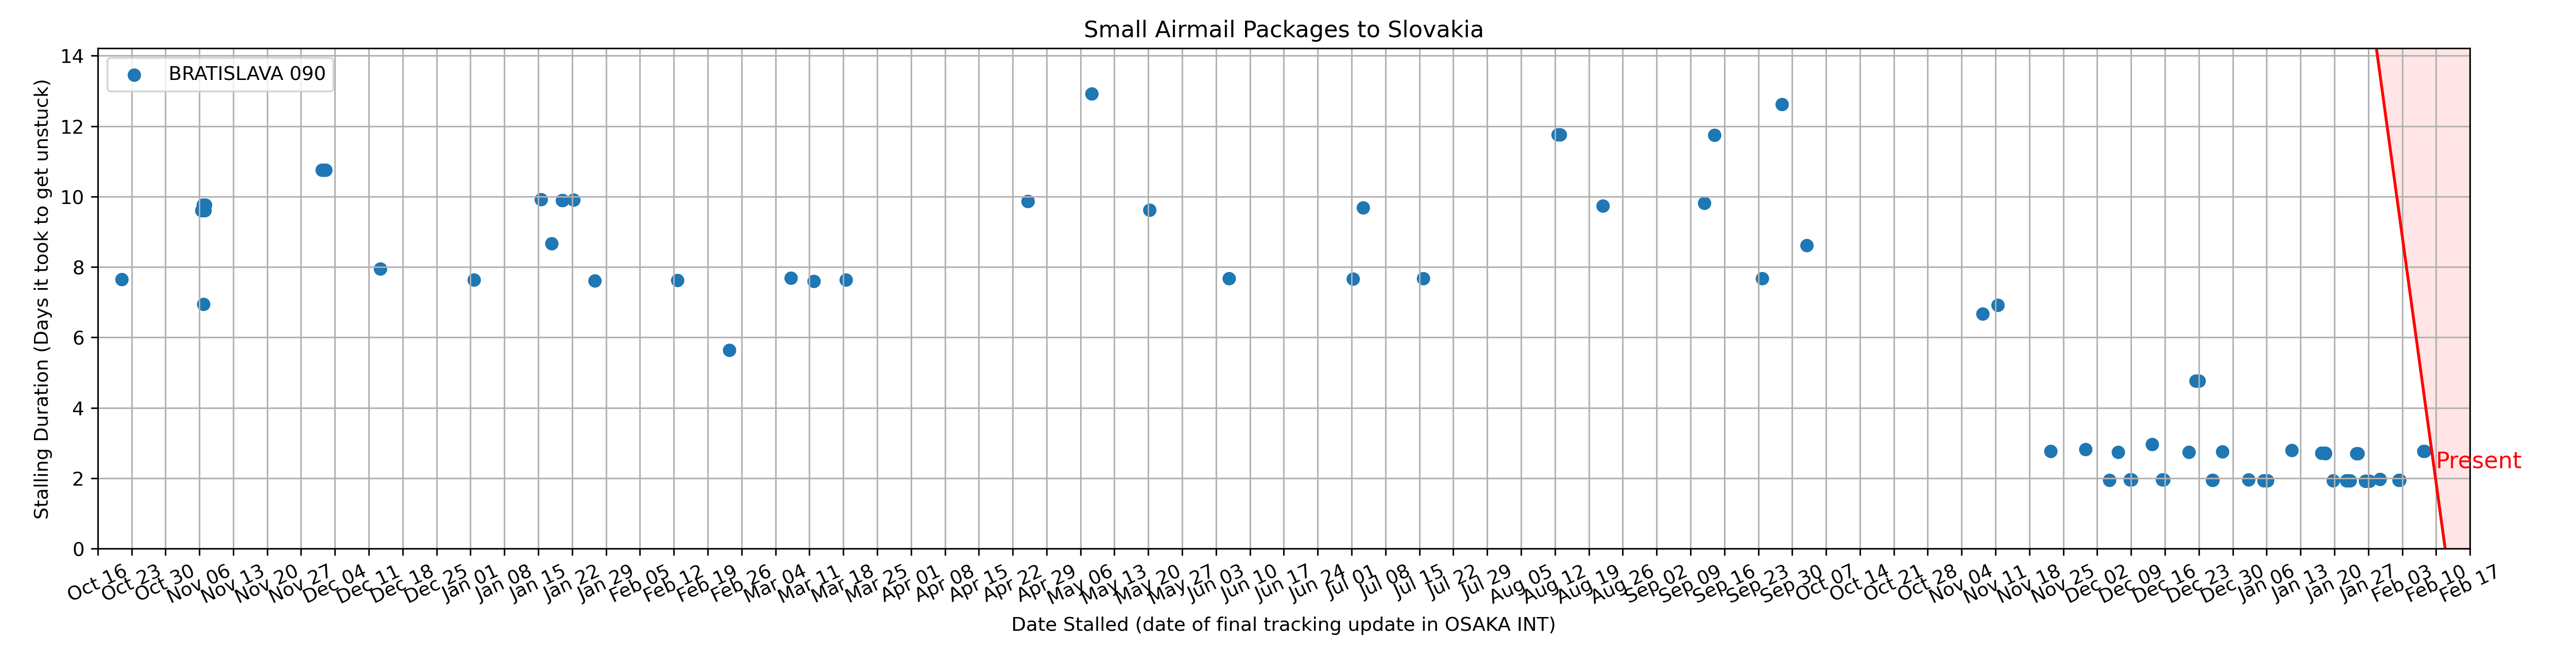 Small Airmail Packages to Slovakia
BRATISLAVA 090
Stalling Duration (Days it took to get unstuck)
14
12
10
8
6
4
2
0
Present
Oct 16
Oct 23
Oct 30
Nov 06
Nov 13
Nov 20
Nov 27
Dec 04
Dec 11
Dec 18
Dec 25
Jan 01
Jan 08
Jan 15
Jan 22
Jan 29
Feb 05
Feb 12
Feb 19
Feb 26
Mar 04
Mar 11
Mar 18
Mar 25
Apr 01
Apr 08
Apr 15
Apr 22
Apr 29
May 06
May 13
May 20
May 27
Jun 03
Jun 10
Jun 17
Jun 24
Jul 01
Jul 08
Jul 15
Jul 22
Jul 29
Aug 05
Aug 12
Aug 19
Aug 26
Sep 02
Sep 09
Sep 16
Sep 23
Sep 30
Oct 07
Oct 14
Oct 21
Oct 28
Nov 04
Nov 11
Nov 18
Nov 25
Dec 02
Dec 09
Dec 16
Dec 23
Dec 30
Jan 06
Jan 13
Jan 20
Jan 27
Feb 03
Feb 10
Feb 17
Date Stalled (date of final tracking update in OSAKA INT)